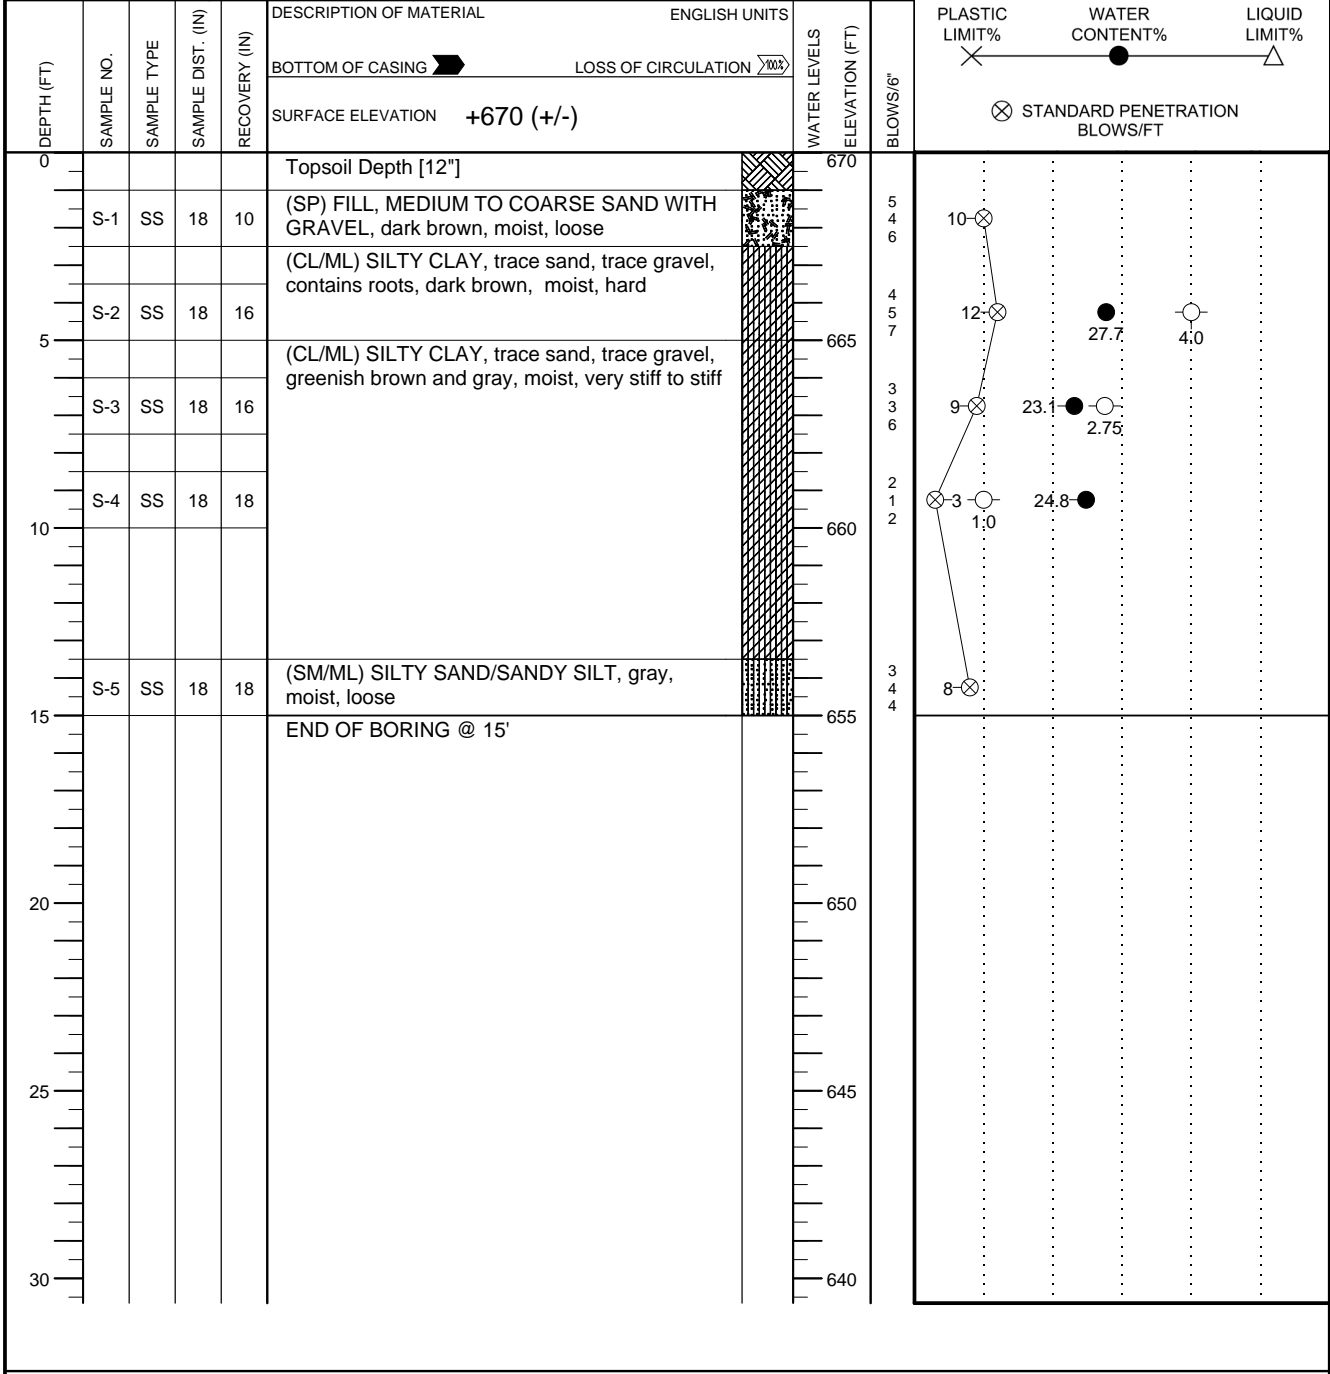 DEPTH (FT)
SAMPLE NO.
SAMPLE TYPE
SAMPLE DIST. (IN)
RECOVERY (IN)
DESCRIPTION OF MATERIAL ENGLISH UNITS
BOTTOM OF CASING LOSS OF CIRCULATION 100%
SURFACE ELEVATION +670 (+/-)
WATER LEVELS
ELEVATION (FT)
BLOWS/6"
PLASTIC LIMIT%
WATER CONTENT%
LIQUID LIMIT%
STANDARD PENETRATION
BLOWS/FT
0 Topsoil Depth [12"] 670
S-1 SS 18 10 (SP) FILL, MEDIUM TO COARSE SAND WITH
GRAVEL, dark brown, moist, loose
5
4
6
10
(CL/ML) SILTY CLAY, trace sand, trace gravel,
contains roots, dark brown, moist, hard
S-2 SS 18 16
4
5
7
12 27.7 4.0
5 665
(CL/ML) SILTY CLAY, trace sand, trace gravel,
greenish brown and gray, moist, very stiff to stiff
S-3 SS 18 16
3
3
6
9 23.1 2.75
S-4 SS 18 18
2
1
2
3 1.0 24.8
10 660
S-5 SS 18 18 (SM/ML) SILTY SAND/SANDY SILT, gray,
moist, loose
3
4
4
8
15 655
END OF BORING @ 15'
20 650
25 645
30 640